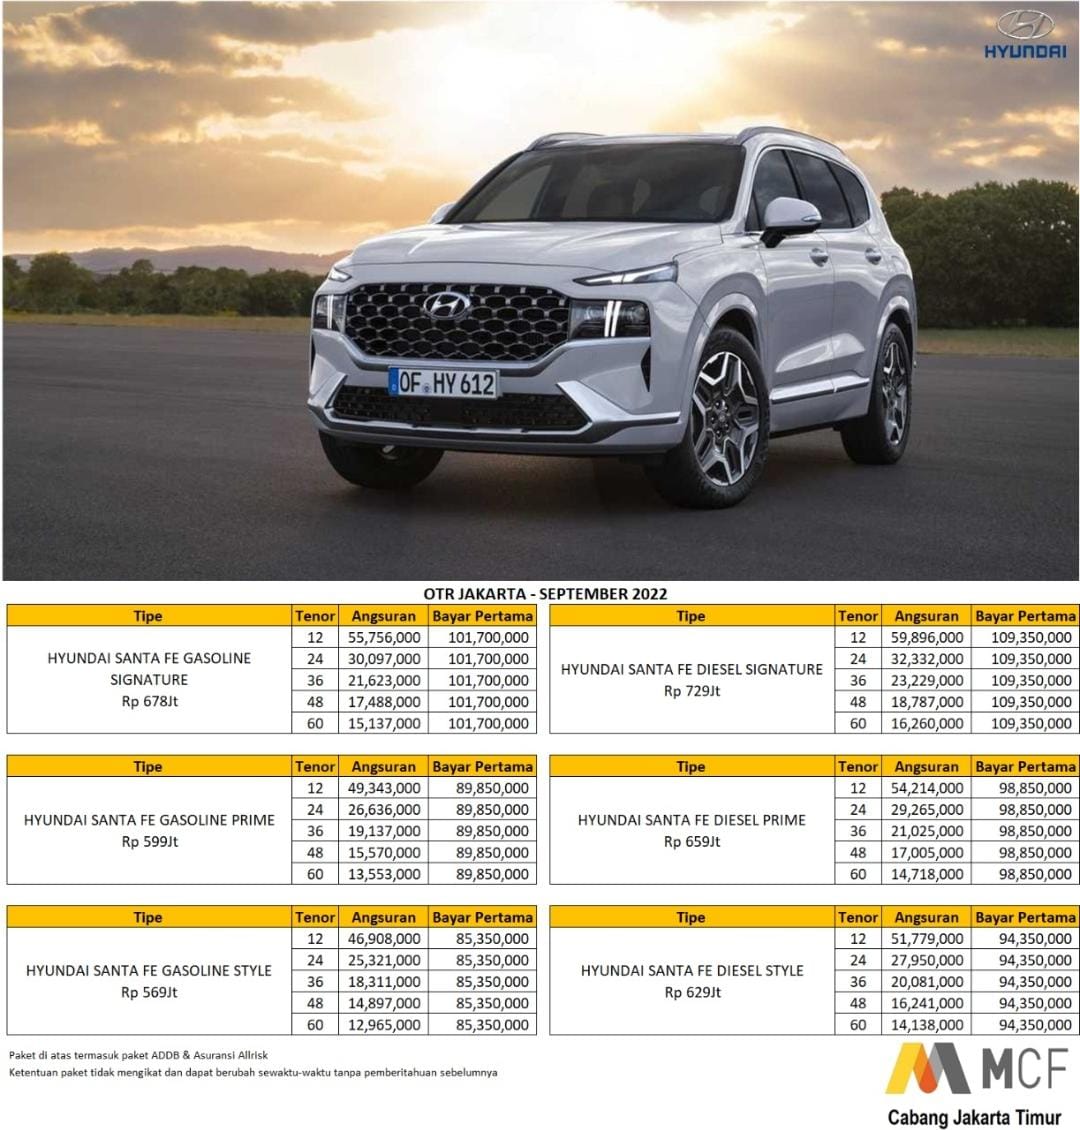 HYUNDAI
OF HY 612
OTR JAKARTA - SEPTEMBER 2022
Tipe Tenor Angsuran Bayar Pertama
HYUNDAI SANTA FE GASOLINE
SIGNATURE
Rp 678Jt
12 55,756,000 101,700,000
24 30,097,000 101,700,000
36 21,623,000 101,700,000
48 17,488,000 101,700,000
60 15,137,000 101,700,000
Tipe Tenor Angsuran Bayar Pertama
HYUNDAI SANTA FE DIESEL SIGNATURE
Rp 729Jt
12 59,896,000 109,350,000
24 32,332,000 109,350,000
36 23,229,000 109,350,000
48 18,787,000 109,350,000
60 16,260,000 109,350,000
Tipe Tenor Angsuran Bayar Pertama
HYUNDAI SANTA FE GASOLINE PRIME
Rp 599Jt
12 49,343,000 89,850,000
24 26,636,000 89,850,000
36 19,137,000 89,850,000
48 15,570,000 89,850,000
60 13,553,000 89,850,000
Tipe Tenor Angsuran Bayar Pertama
HYUNDAI SANTA FE DIESEL PRIME
Rp 659Jt
12 54,214,000 98,850,000
24 29,265,000 98,850,000
36 21,025,000 98,850,000
48 17,005,000 98,850,000
60 14,718,000 98,850,000
Tipe Tenor Angsuran Bayar Pertama
HYUNDAI SANTA FE GASOLINE STYLE
Rp 569Jt
12 46,908,000 85,350,000
24 25,321,000 85,350,000
36 18,311,000 85,350,000
48 14,897,000 85,350,000
60 12,965,000 85,350,000
Tipe Tenor Angsuran Bayar Pertama
HYUNDAI SANTA FE DIESEL STYLE
Rp 629Jt
12 51,779,000 94,350,000
24 27,950,000 94,350,000
36 20,081,000 94,350,000
48 16,241,000 94,350,000
60 14,138,000 94,350,000
Paket di atas termasuk paket ADDB & Asuransi Allrisk
Ketentuan paket tidak mengikat dan dapat berubah sewaktu-waktu tanpa pemberitahuan sebelumnya
MCF
Cabang Jakarta Timur